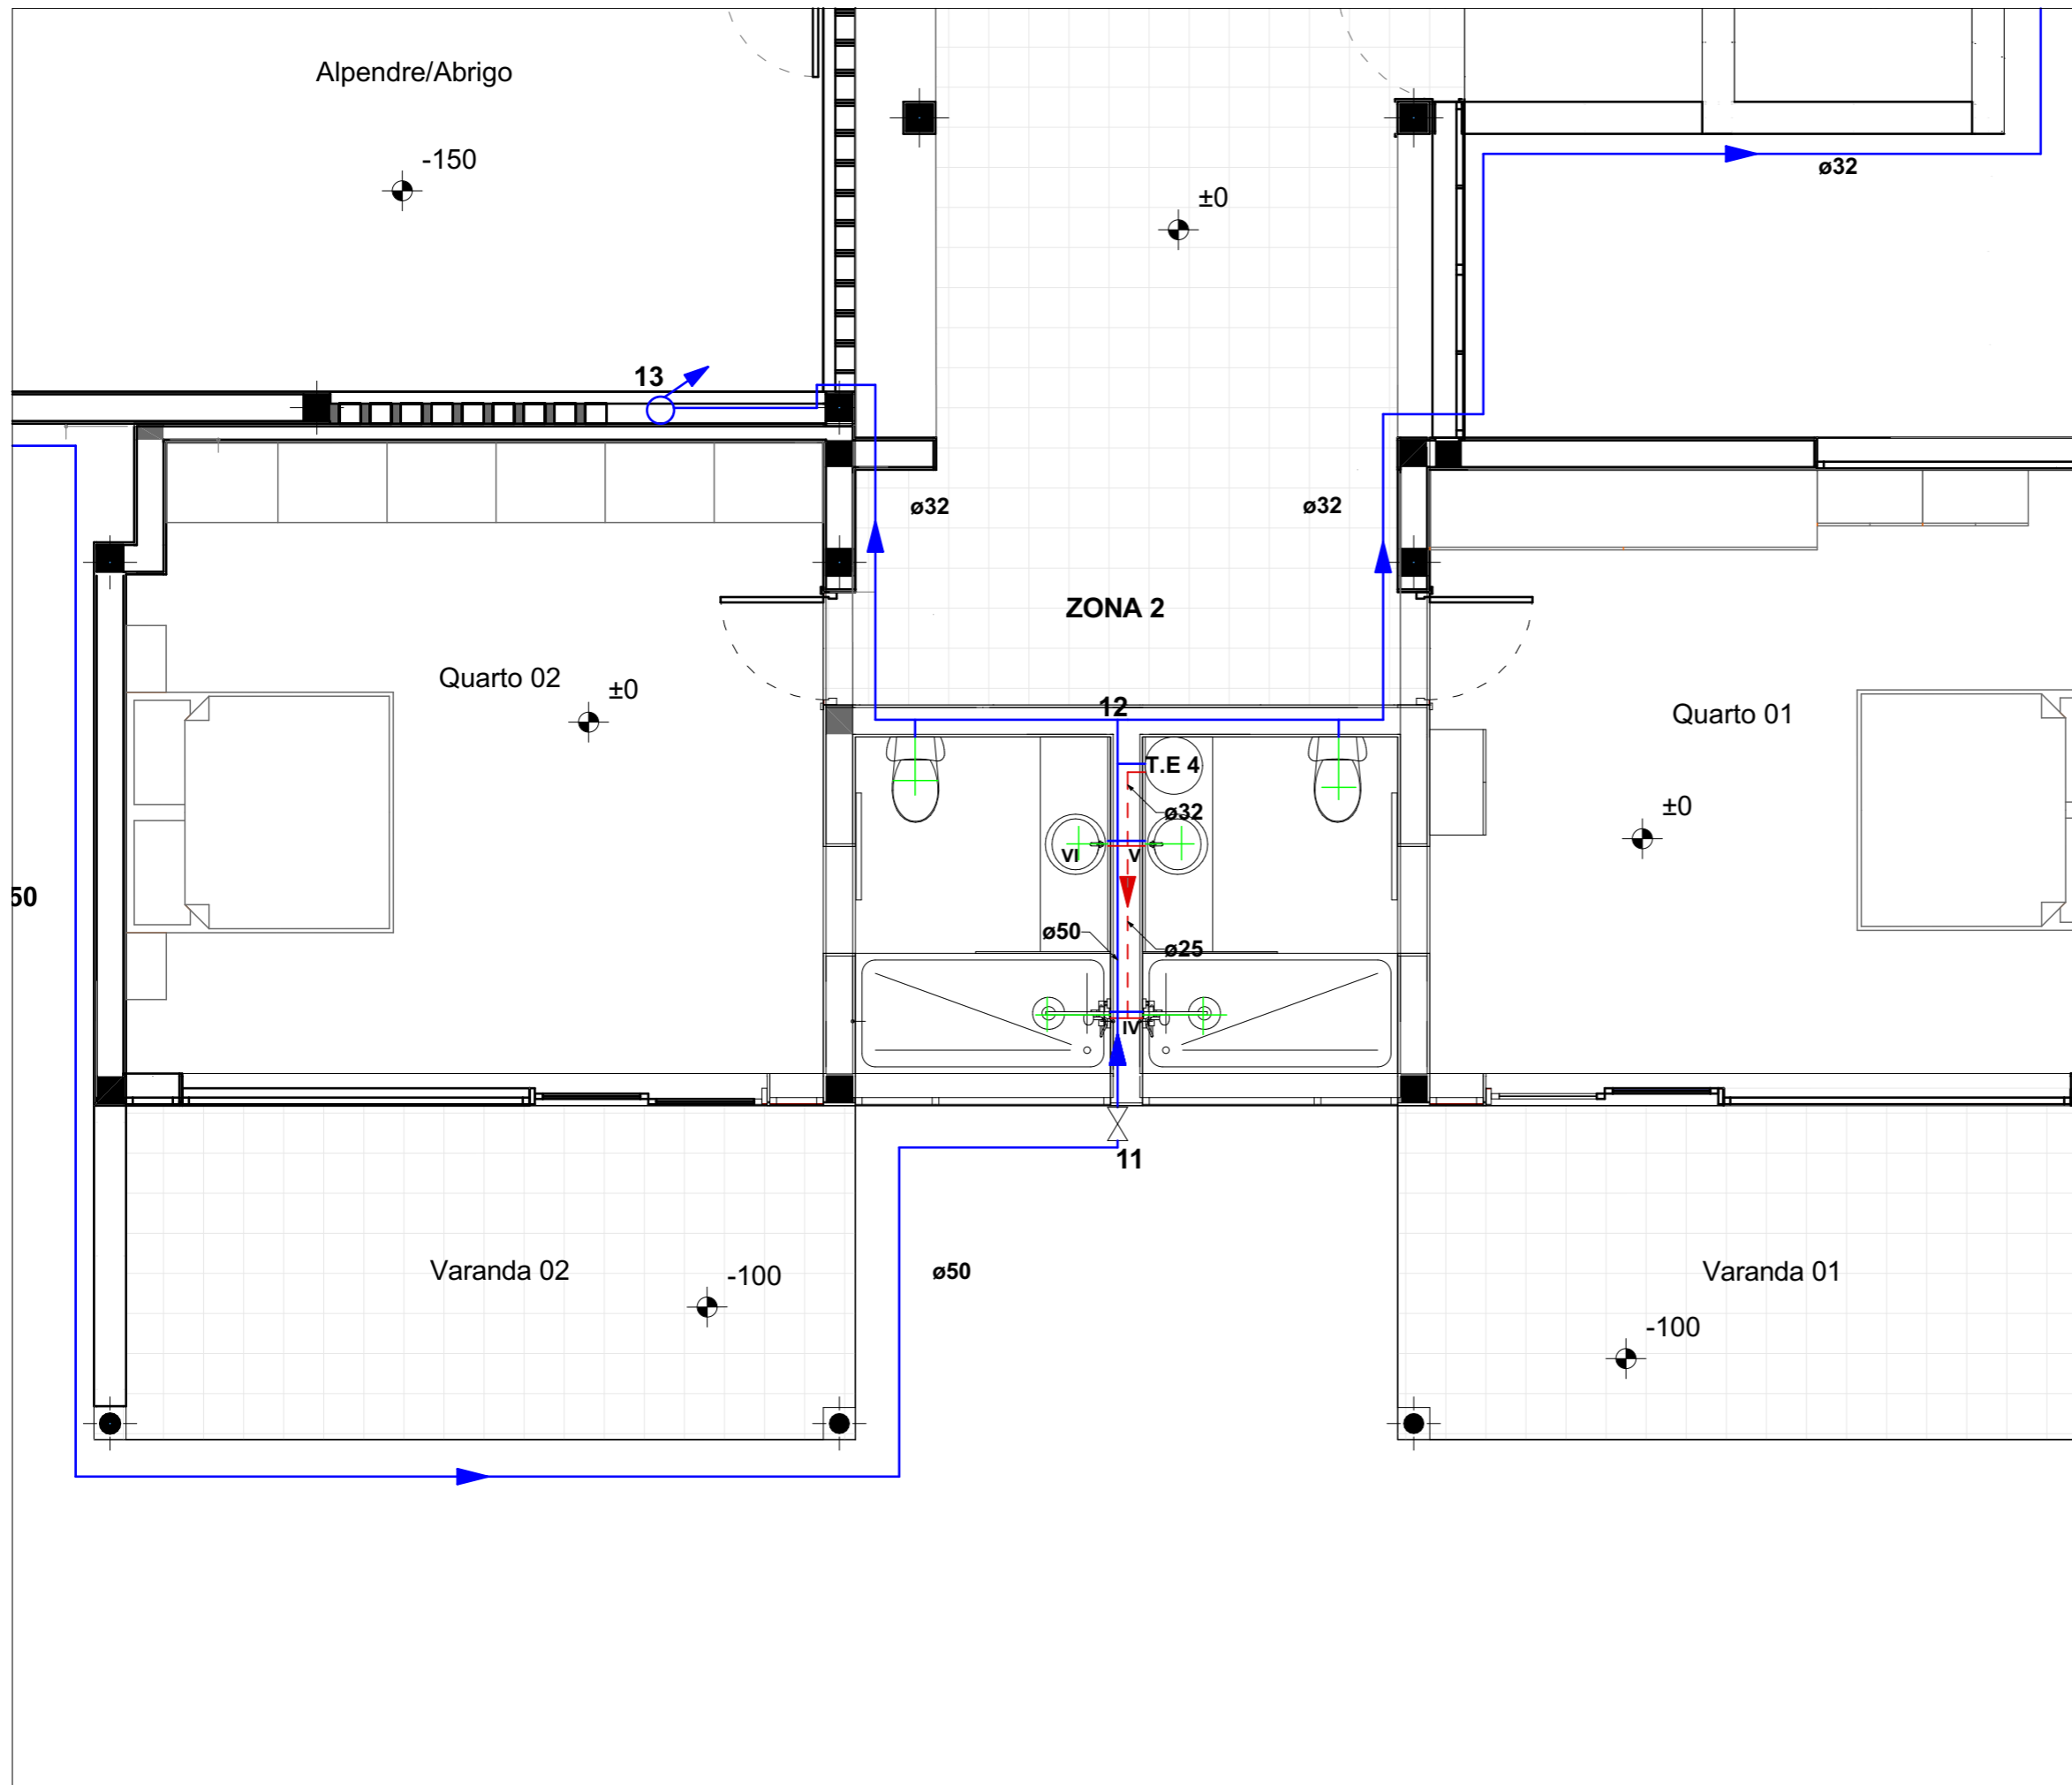 Alpendre/Abrigo
-150
ø32
±0
13
ø32
ø32
ZONA 2
Quarto 02
±0
12
Quarto 01
T.E 4
ø32
±0
VI
V
50
ø50
ø25
IV
11
Varanda 02
-100
ø50
Varanda 01
-100